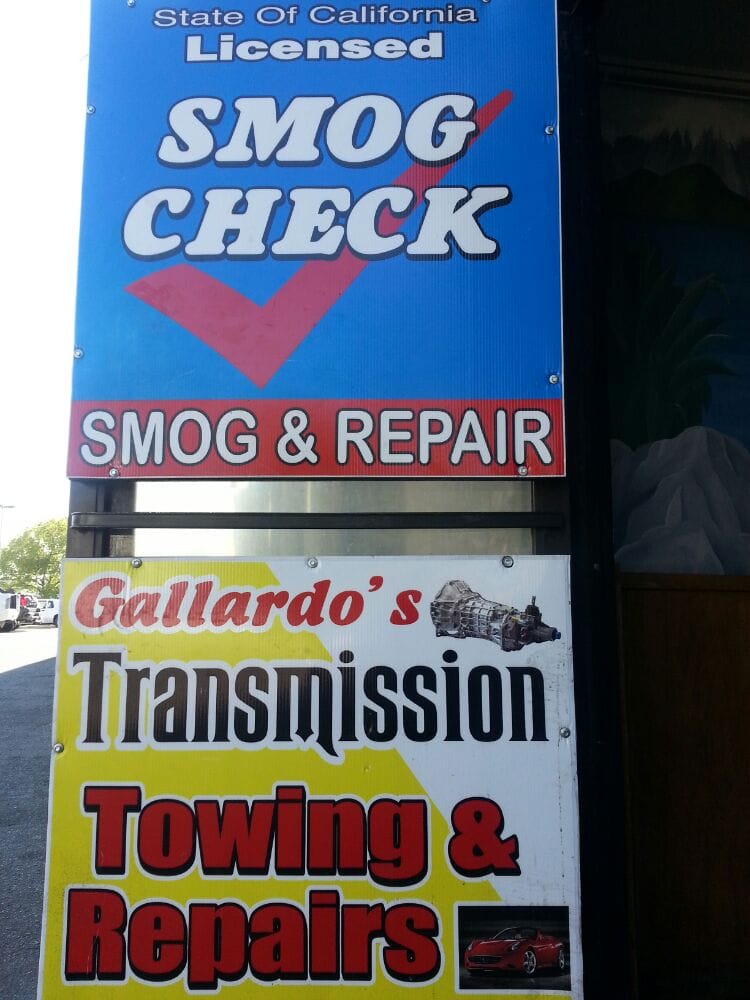 State Of California
Licensed
SMOG
CHECK
SMOG & REPAIR
Gallardo's
Transmission
Towing &
Repairs